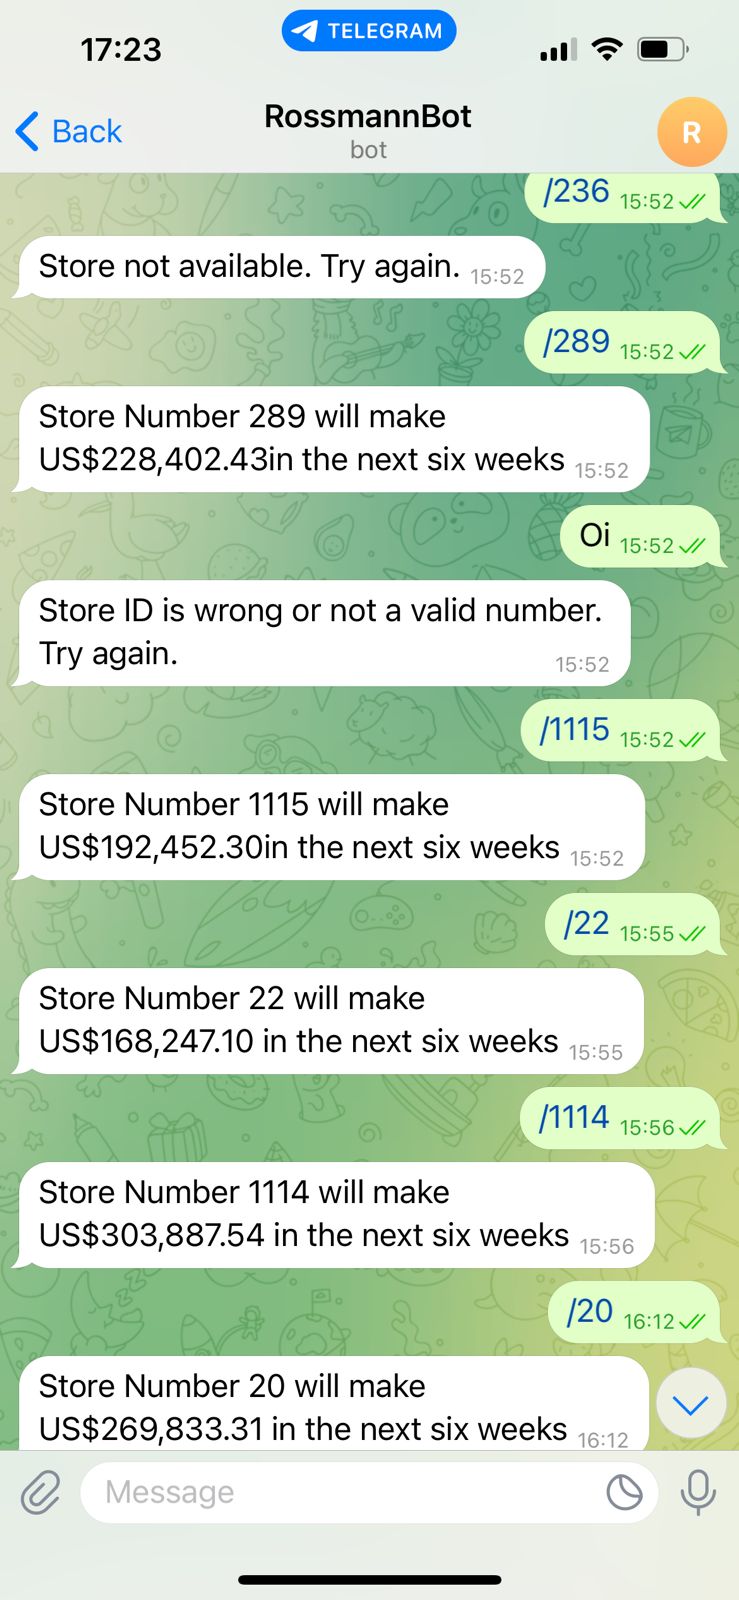 17:23
TELEGRAM
Back
RossmannBot
bot
R
/236 15:52
Store not available. Try again. 15:52
/289 15:52
Store Number 289 will make
US$228,402.43in the next six weeks 15:52
Oi 15:52
Store ID is wrong or not a valid number.
Try again. 15:52
/1115 15:52
Store Number 1115 will make
US$192,452.30in the next six weeks 15:52
/22 15:55
Store Number 22 will make
US$168,247.10 in the next six weeks 15:55
/1114 15:56
Store Number 1114 will make
US$303,887.54 in the next six weeks 15:56
/20 16:12
Store Number 20 will make
US$269,833.31 in the next six weeks 16:12
Message